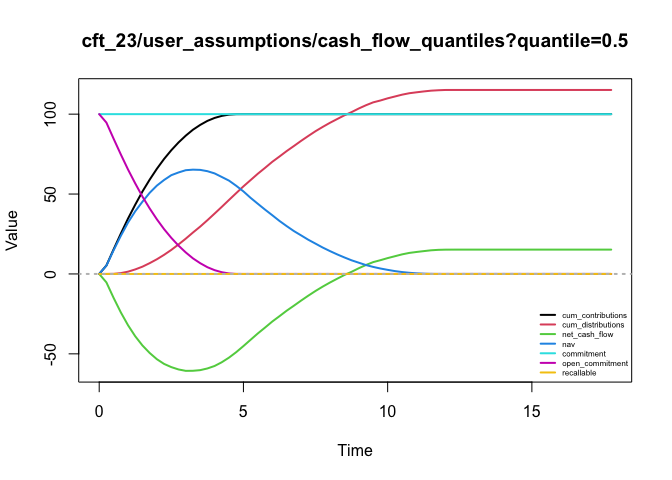 cft_23/user_assumptions/cash_flow_quantiles?quantile=0.5
Value
100
50
0
-50
cum_contributions
cum_distributions
net_cash_flow
nav
commitment
open_commitment
recallable
0 5 10 15
Time